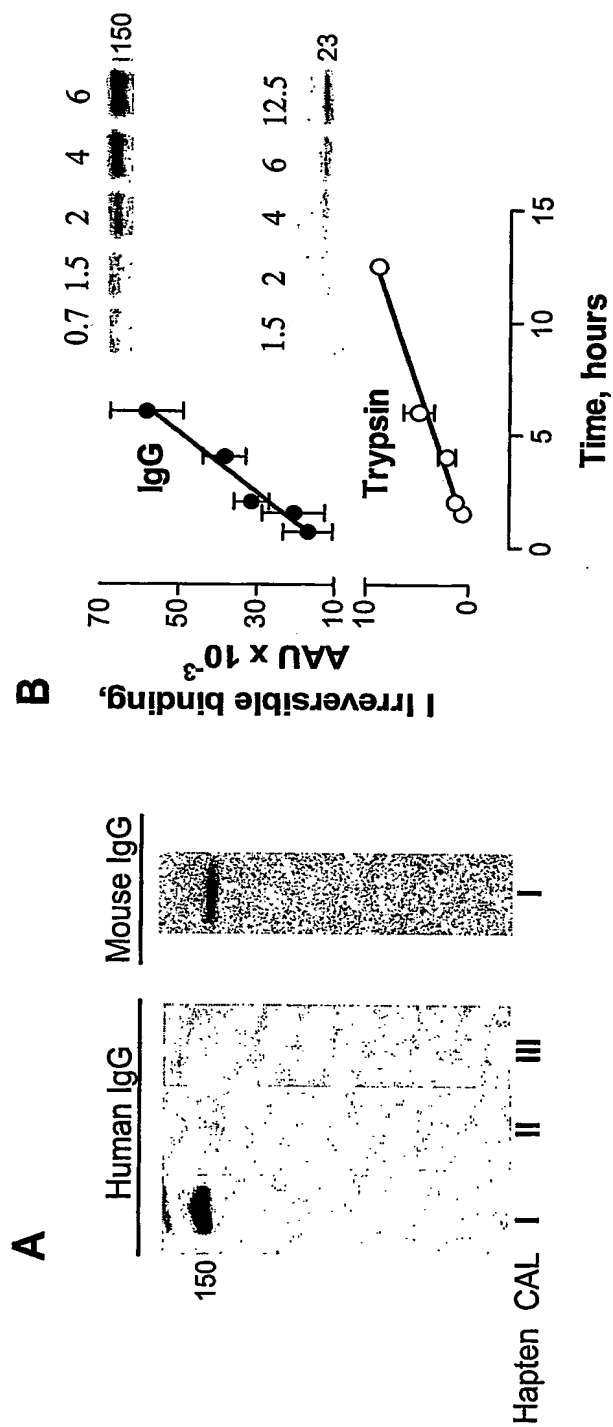 A
Human IgG
Mouse IgG
150
Hapten CAL I II III I
B
I Irreversible binding,
AAU x 10⁻³
70
50
30
10
10
0
IgG
Trypsin
0.7 1.5 2 4 6
150
1.5 2 4 6 12.5
23
0 5 10 15
Time, hours